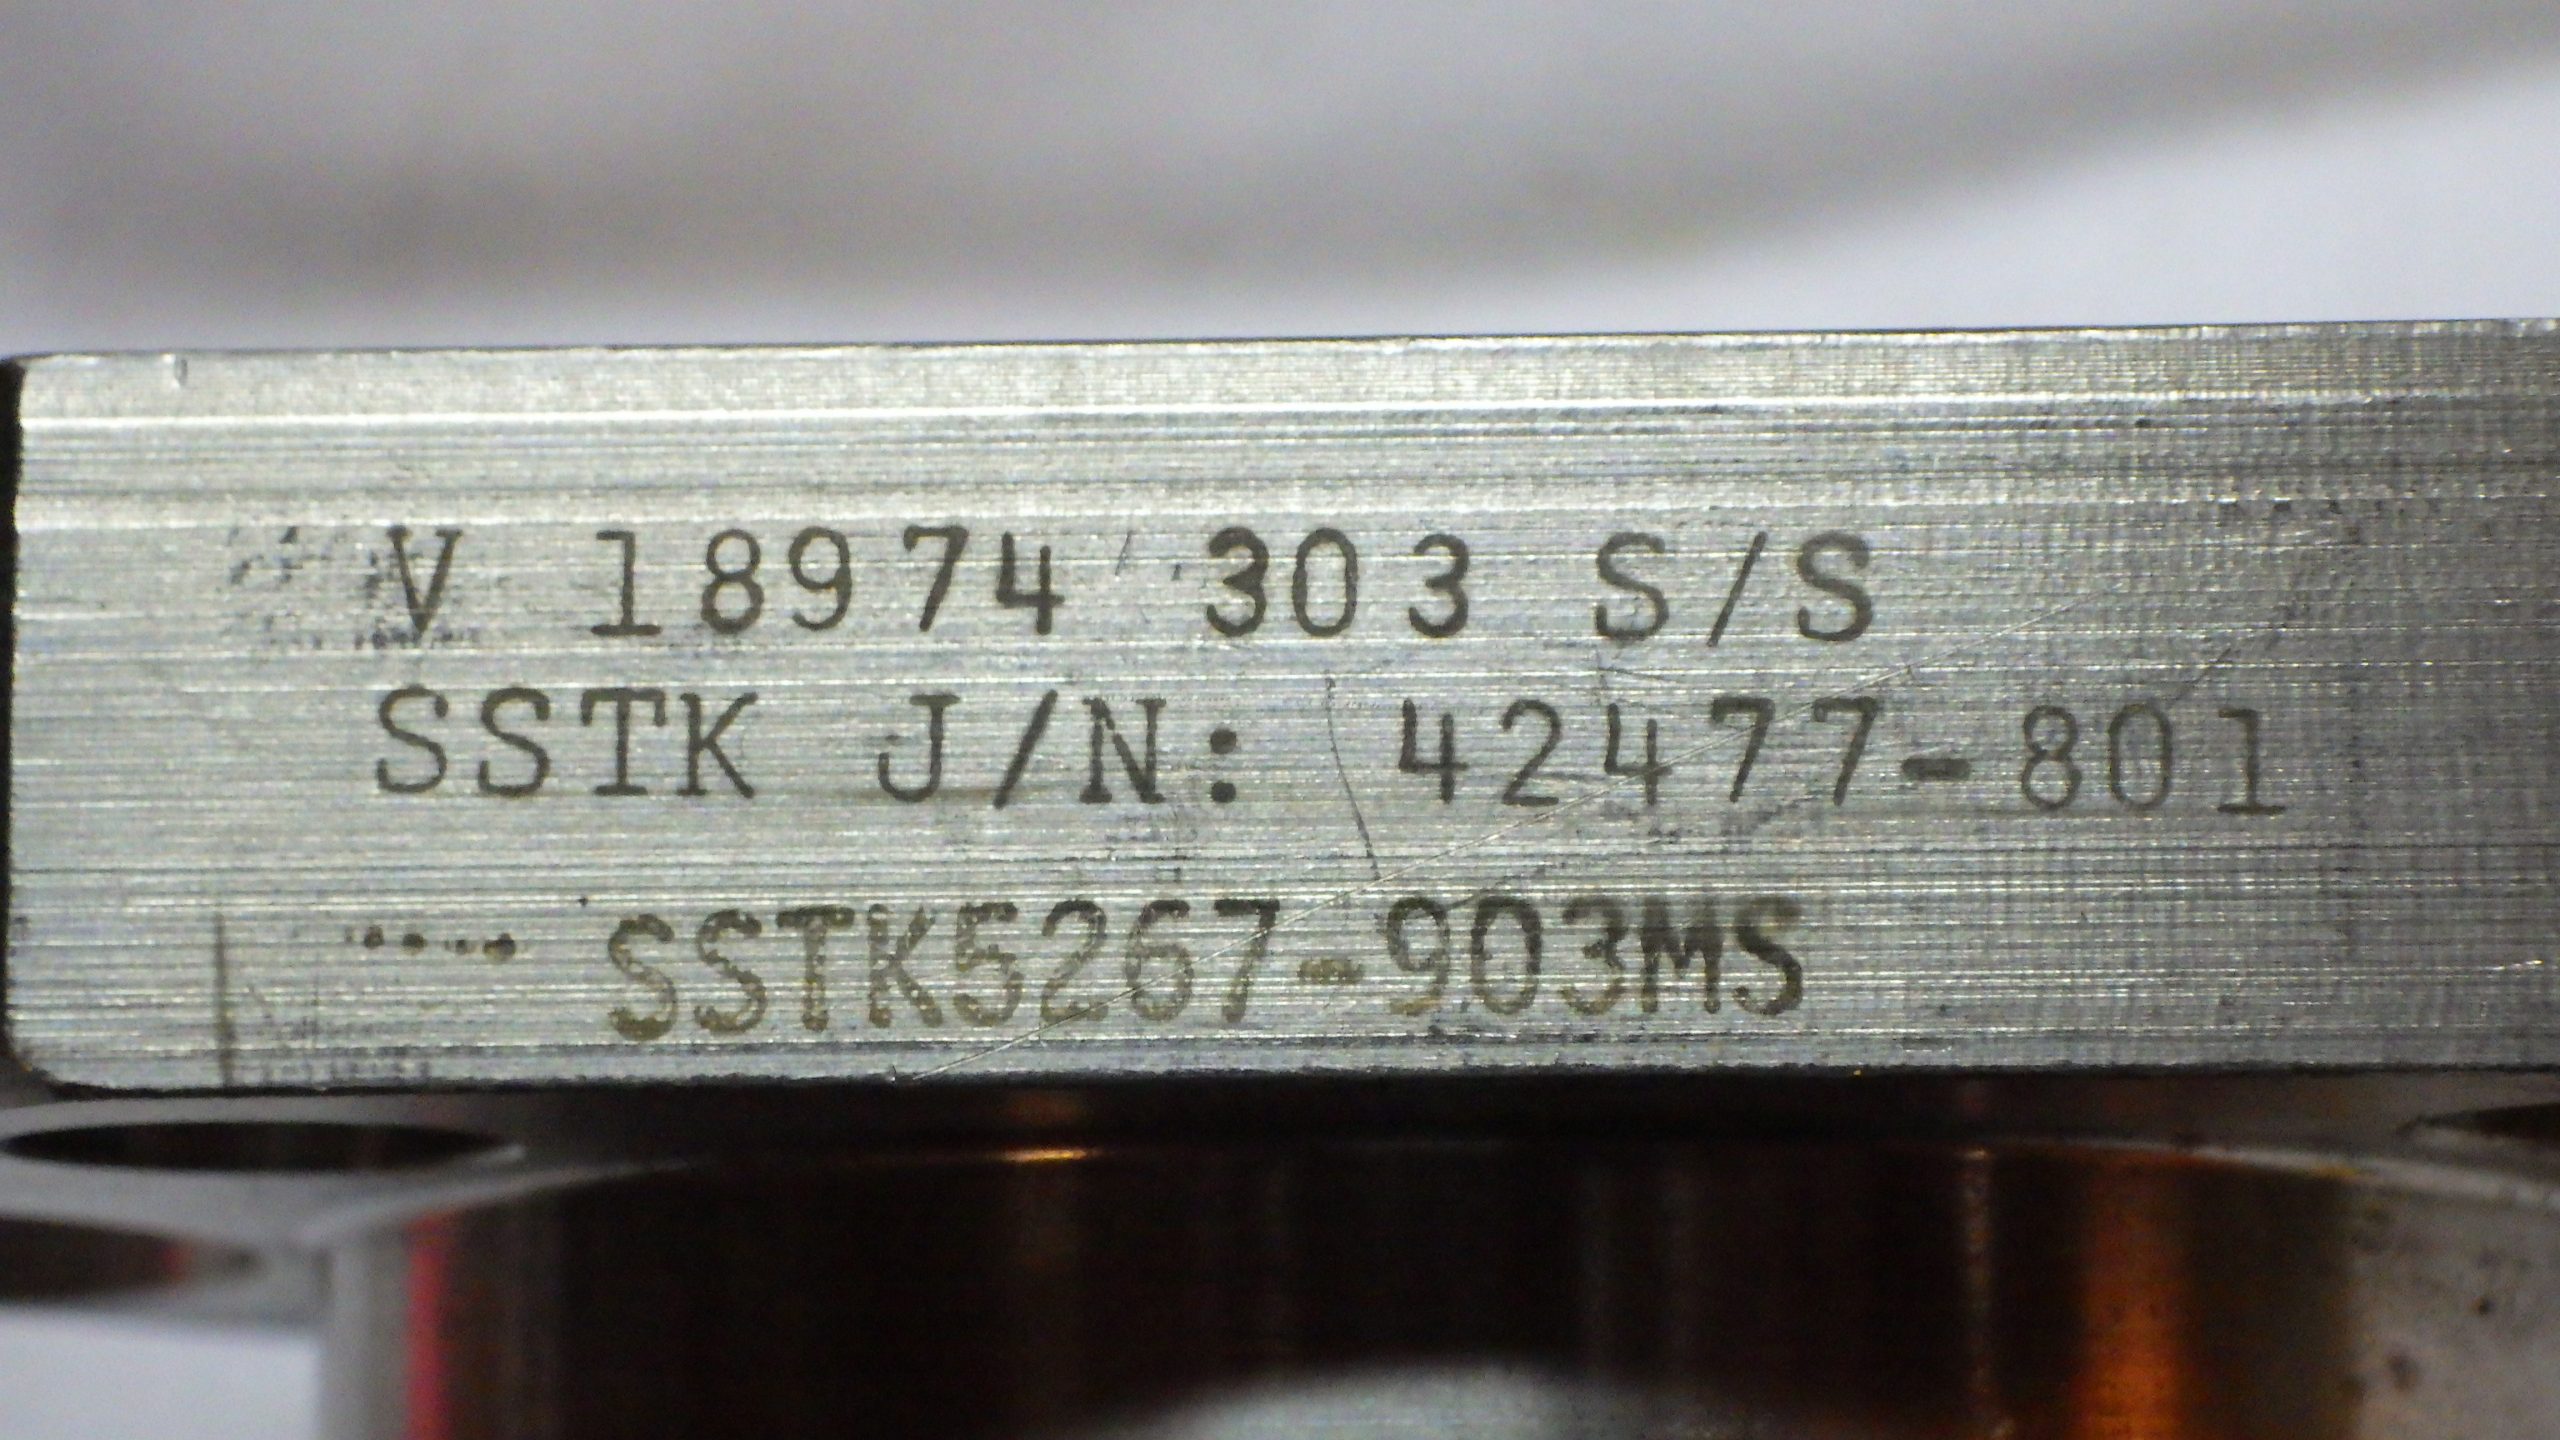 V 18974 303 S/S
SSTK J/N: 42477-801
SSTK5267-903MS